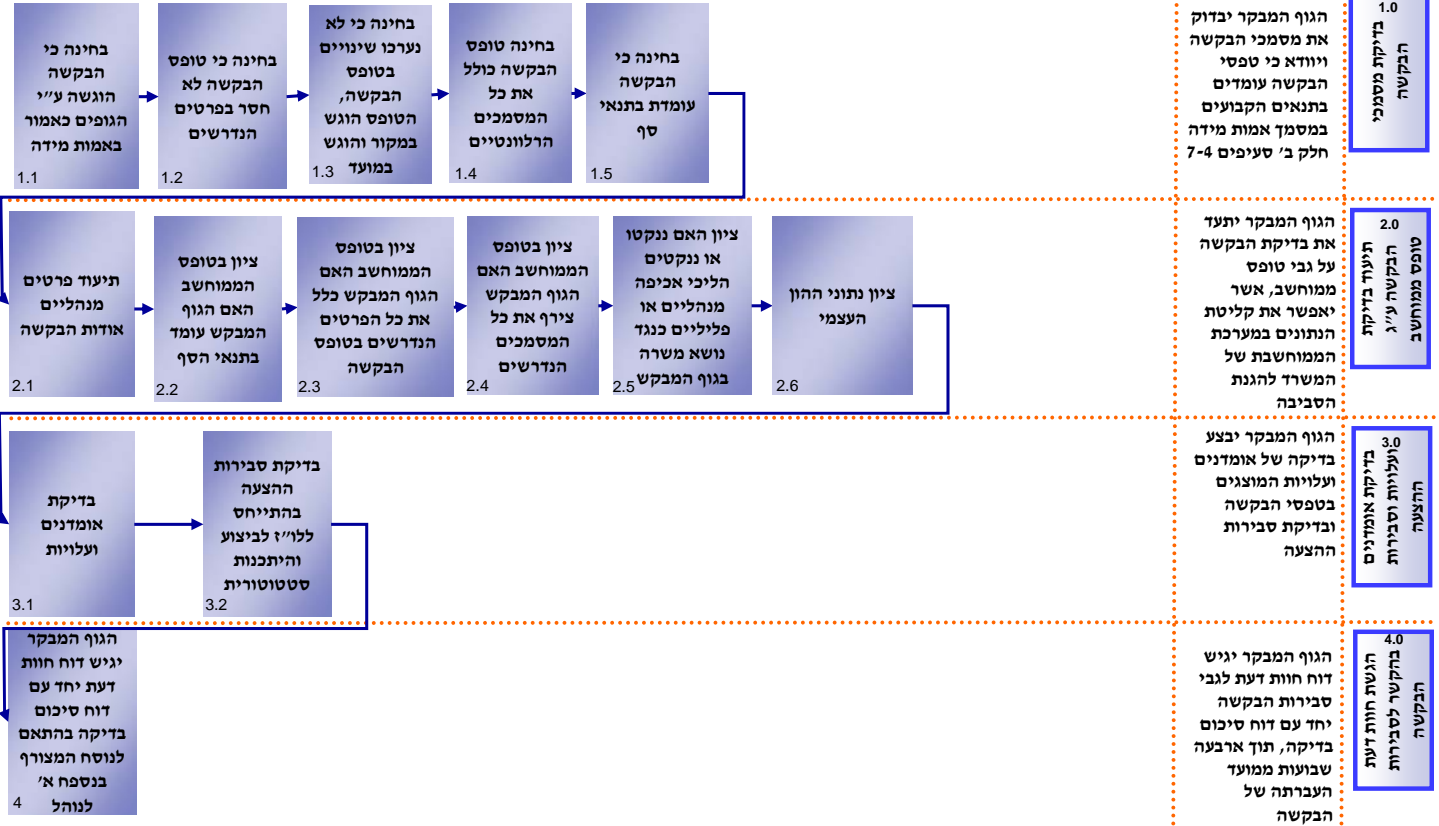 1.0
בדיקת מסמכי
הבקשה
הגוף המבקר יבדוק
את מסמכי הבקשה
ויוודא כי טפסי
הבקשה עומדים
בתנאים הקבועים
במסמך אמות מידה
חלק ב' סעיפים 7-4
בחינה כי
הבקשה
הוגשה ע"י
הגופים כאמור
באמות מידה
1.1
בחינה כי טופס
הבקשה לא
חסר בפרטים
הנדרשים
1.2
בחינה כי לא
נערכו שינויים
בטופס
הבקשה,
הטופס הוגש
במקור והוגש
במועד
1.3
בחינה טופס
הבקשה כולל
את כל
המסמכים
הרלוונטיים
1.4
בחינה כי
הבקשה
עומדת בתנאי
סף
1.5
2.0
תיעוד בדיקת
הבקשה ע"ג
טופס ממוחשב
הגוף המבקר יתעד
את בדיקת הבקשה
על גבי טופס
ממוחשב, אשר
יאפשר את קליטת
הנתונים במערכת
הממוחשבת של
המשרד להגנת
הסביבה
תיעוד פרטים
מנהליים
אודות הבקשה
2.1
ציון בטופס
הממוחשב
האם הגוף
המבקש עומד
בתנאי הסף
2.2
ציון בטופס
הממוחשב האם
הגוף המבקש כלל
את כל הפרטים
הנדרשים בטופס
הבקשה
2.3
ציון בטופס
הממוחשב האם
הגוף המבקש
צירף את כל
המסמכים
הנדרשים
2.4
ציון האם ננקטו
או ננקטים
הליכי אכיפה
מנהליים או
פליליים כנגד
נושא משרה
בגוף המבקש
2.5
ציון נתוני ההון
העצמי
2.6
3.0
בדיקת אומדנים
ועלויות וסבירות
ההצעה
הגוף המבקר יבצע
בדיקה של אומדנים
ועלויות המוצגים
בטפסי הבקשה
ובדיקת סבירות
ההצעה
בדיקת
אומדנים
ועלויות
3.1
בדיקת סבירות
ההצעה
בהתייחס
ללו"ז לביצוע
והיתכנות
סטטוטורית
3.2
4.0
הגשת חוות דעת
בהקשר לסבירות
הבקשה
הגוף המבקר יגיש
דוח חוות דעת לגבי
סבירות הבקשה
יחד עם דוח סיכום
בדיקה, תוך ארבעה
שבועות ממועד
העברתה של
הבקשה
הגוף המבקר
יגיש דוח חוות
דעת יחד עם
דוח סיכום
בדיקה בהתאם
לנוסח המצורף
בנספח א'
לנוהל
4